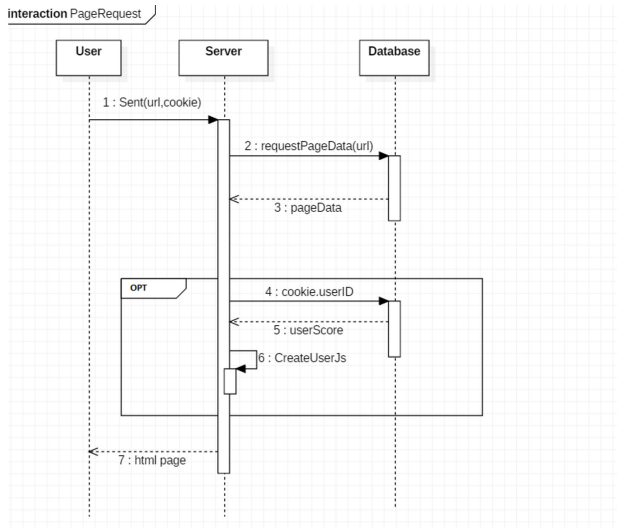 interaction PageRequest
User
Server
Database
1 : Sent(url,cookie)
2 : requestPageData(url)
3 : pageData
OPT
4 : cookie.userID
5 : userScore
6 : CreateUserJs
7 : html page